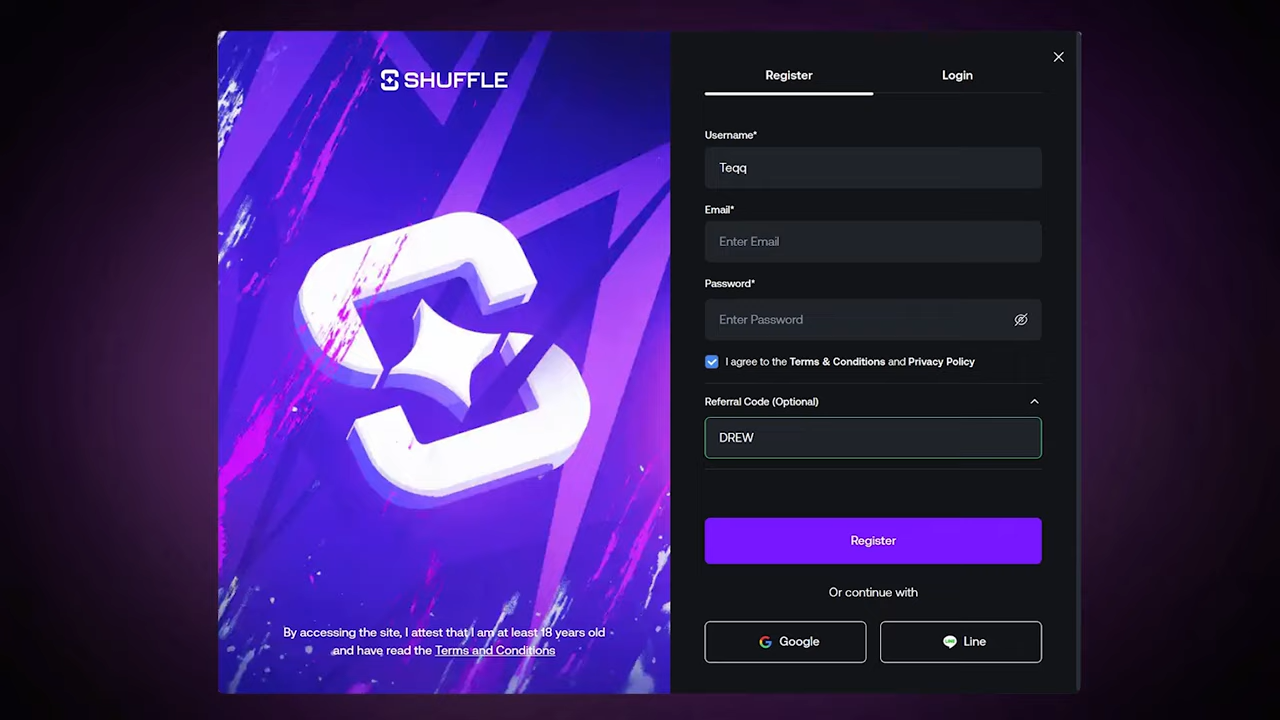 SHUFFLE
By accessing the site, I attest that I am at least 18 years old
and have read the Terms and Conditions
Register
Login
Username*
Teqq
Email*
Enter Email
Password*
Enter Password
I agree to the Terms & Conditions and Privacy Policy
Referral Code (Optional)
DREW
Register
Or continue with
Google
LINE
Line